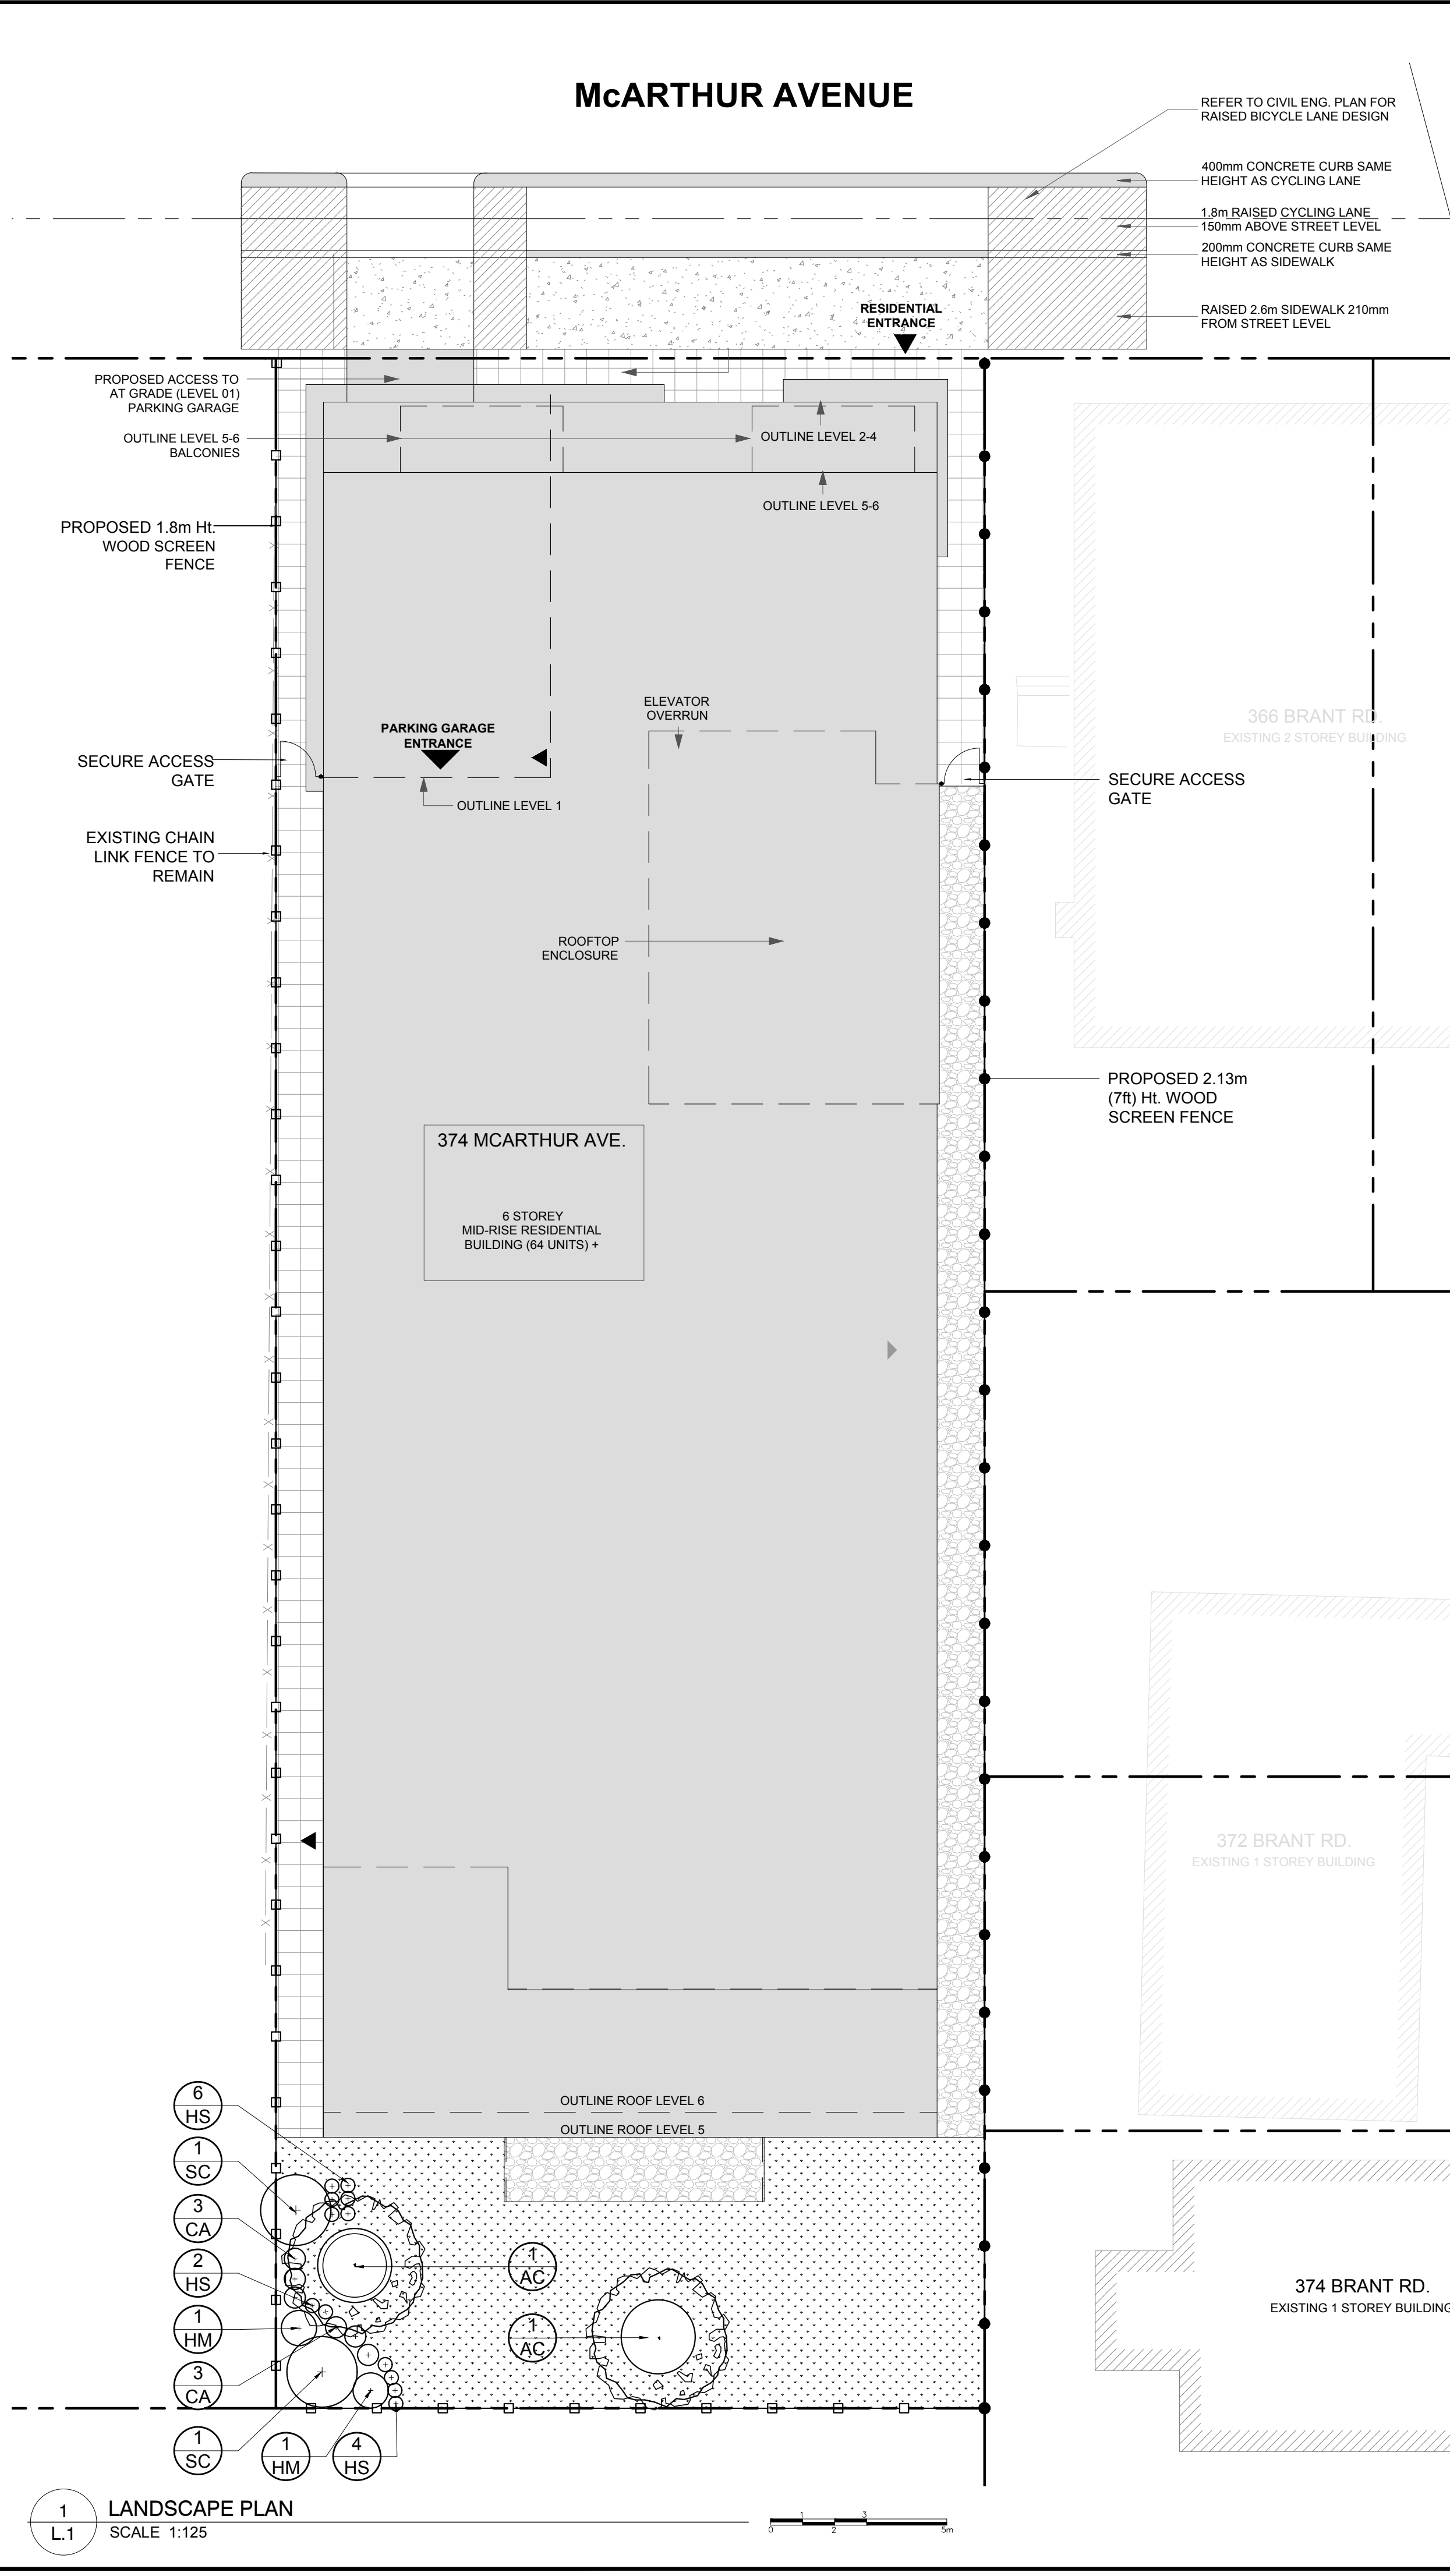 McARTHUR AVENUE
REFER TO CIVIL ENG. PLAN FOR
RAISED BICYCLE LANE DESIGN
400mm CONCRETE CURB SAME
HEIGHT AS CYCLING LANE
1.8m RAISED CYCLING LANE
150mm ABOVE STREET LEVEL
200mm CONCRETE CURB SAME
HEIGHT AS SIDEWALK
RAISED 2.6m SIDEWALK 210mm
FROM STREET LEVEL
RESIDENTIAL
ENTRANCE
PROPOSED ACCESS TO
AT GRADE (LEVEL 01)
PARKING GARAGE
OUTLINE LEVEL 5-6
BALCONIES
OUTLINE LEVEL 2-4
OUTLINE LEVEL 5-6
PROPOSED 1.8m Ht.
WOOD SCREEN
FENCE
ELEVATOR
OVERRUN
366 BRANT RD.
EXISTING 2 STOREY BUILDING
PARKING GARAGE
ENTRANCE
SECURE ACCESS
GATE
SECURE ACCESS
GATE
OUTLINE LEVEL 1
EXISTING CHAIN
LINK FENCE TO
REMAIN
ROOFTOP
ENCLOSURE
PROPOSED 2.13m
(7ft) Ht. WOOD
SCREEN FENCE
374 MCARTHUR AVE.
6 STOREY
MID-RISE RESIDENTIAL
BUILDING (64 UNITS) +
372 BRANT RD.
EXISTING 1 STOREY BUILDING
OUTLINE ROOF LEVEL 6
OUTLINE ROOF LEVEL 5
6
HS
1
SC
3
CA
2
HS
1
HM
3
CA
1
SC
1
HM
4
HS
1
AC
1
AC
374 BRANT RD.
EXISTING 1 STOREY BUILDING
1
L.1
LANDSCAPE PLAN
SCALE 1:125
1 3
0 2 5m